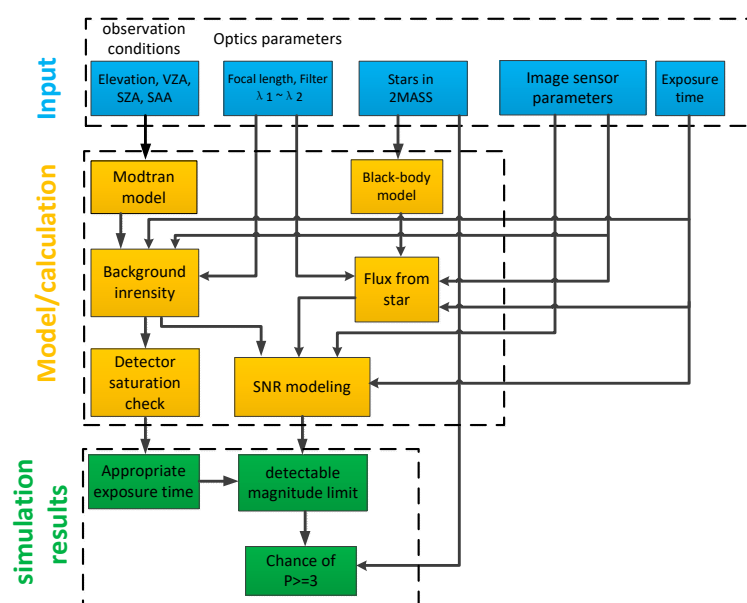 observation
conditions
Optics parameters
Input
Elevation, VZA,
SZA, SAA
Focal length, Filter
λ1~λ2
Stars in
2MASS
Image sensor
parameters
Exposure
time
Model/calculation
Modtran
model
Black-body
model
Background
inrensity
Flux from
star
Detector
saturation
check
SNR modeling
simulation
results
Appropriate
exposure time
detectable
magnitude limit
Chance of
P>=3